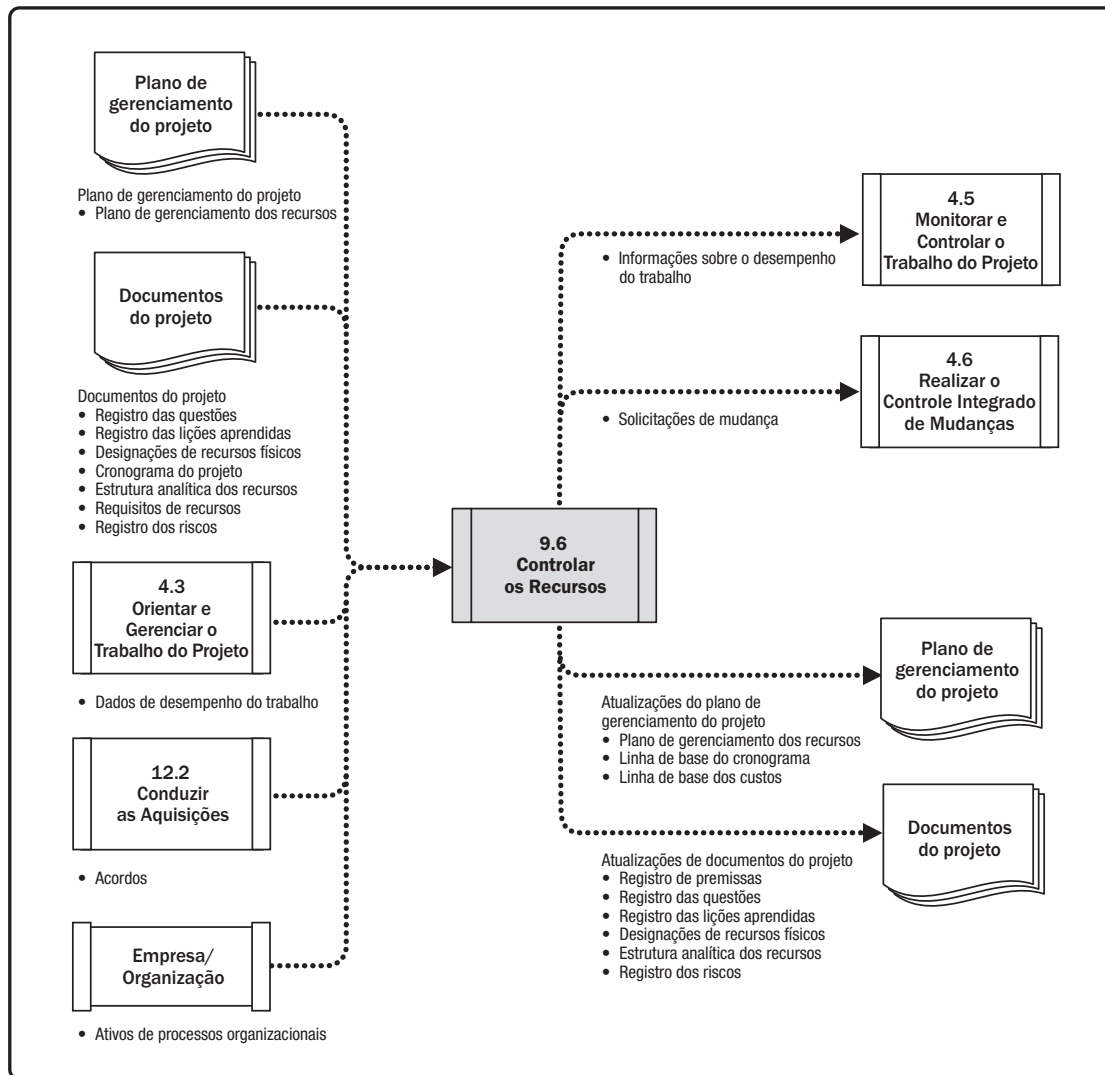 Plano de
gerenciamento
do projeto
Plano de gerenciamento do projeto
• Plano de gerenciamento dos recursos
Documentos
do projeto
Documentos do projeto
• Registro das questões
• Registro das lições aprendidas
• Designações de recursos físicos
• Cronograma do projeto
• Estrutura analítica dos recursos
• Requisitos de recursos
• Registro dos riscos
4.3
Orientar e
Gerenciar o
Trabalho do Projeto
• Dados de desempenho do trabalho
12.2
Conduzir
as Aquisições
• Acordos
Empresa/
Organização
• Ativos de processos organizacionais
9.6
Controlar
os Recursos
• Informações sobre o desempenho
do trabalho
4.5
Monitorar e
Controlar o
Trabalho do Projeto
• Solicitações de mudança
4.6
Realizar o
Controle Integrado
de Mudanças
Atualizações do plano de
gerenciamento do projeto
• Plano de gerenciamento dos recursos
• Linha de base do cronograma
• Linha de base dos custos
Plano de
gerenciamento
do projeto
Atualizações de documentos do projeto
• Registro de premissas
• Registro das questões
• Registro das lições aprendidas
• Designações de recursos físicos
• Estrutura analítica dos recursos
• Registro dos riscos
Documentos
do projeto